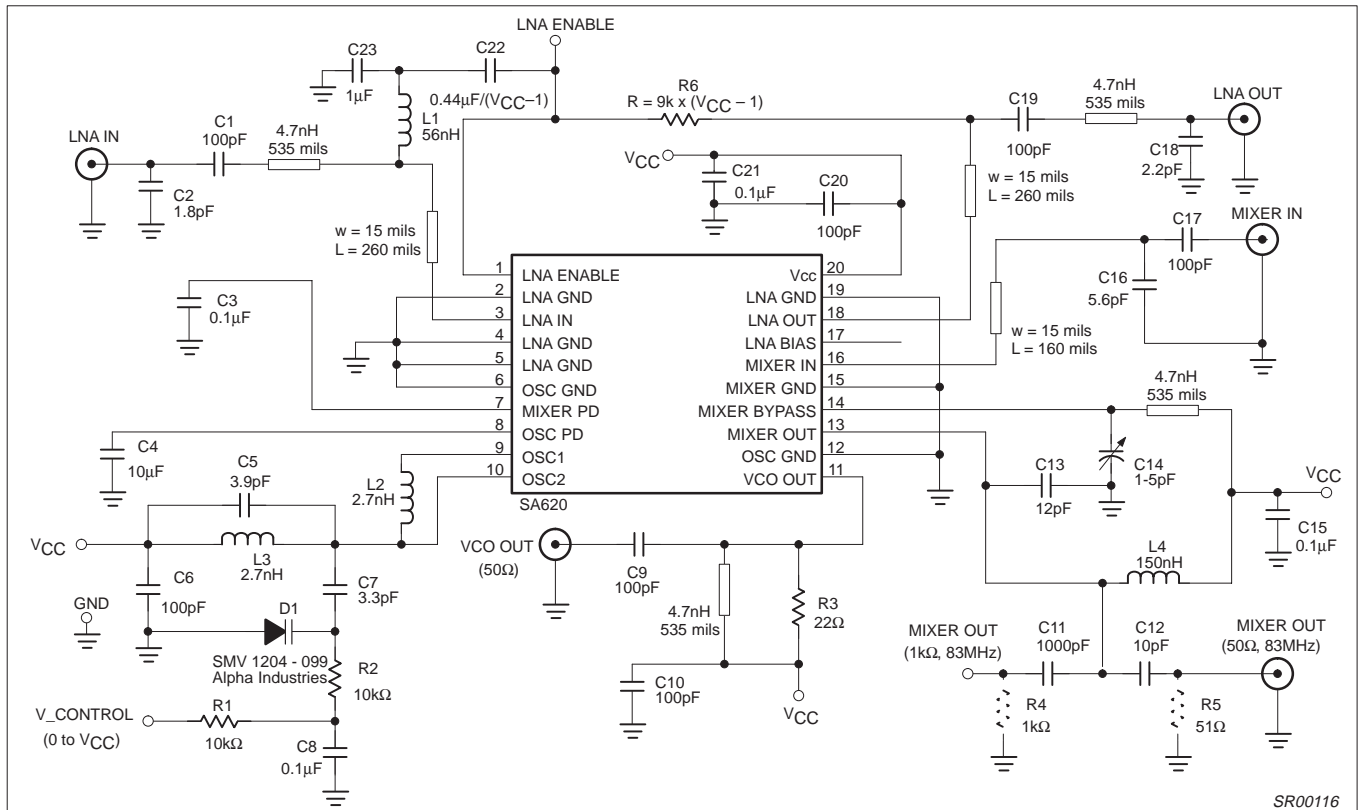 LNA ENABLE
C23
1µF
C22
0.44µF/(VCC–1)
L1
56nH
R6
R = 9k x (VCC – 1)
C19
100pF
4.7nH
535 mils
LNA OUT
C18
2.2pF
LNA IN
C1
100pF
4.7nH
535 mils
C2
1.8pF
VCC
C21
0.1µF
C20
100pF
w = 15 mils
L = 260 mils
w = 15 mils
L = 260 mils
MIXER IN
C17
100pF
C16
5.6pF
w = 15 mils
L = 160 mils
C3
0.1µF
1 LNA ENABLE
2 LNA GND
3 LNA IN
4 LNA GND
5 LNA GND
6 OSC GND
7 MIXER PD
8 OSC PD
9 OSC1
10 OSC2
Vcc 20
LNA GND 19
LNA OUT 18
LNA BIAS 17
MIXER IN 16
MIXER GND 15
MIXER BYPASS 14
MIXER OUT 13
OSC GND 12
VCO OUT 11
SA620
4.7nH
535 mils
C4
10µF
C5
3.9pF
L2
2.7nH
C13
12pF
C14
1-5pF
VCC
C15
0.1µF
VCC
L3
2.7nH
C6
100pF
C7
3.3pF
GND
D1
SMV 1204 - 099
Alpha Industries
R2
10kΩ
V_CONTROL
(0 to VCC)
R1
10kΩ
C8
0.1µF
VCO OUT
(50Ω)
C9
100pF
4.7nH
535 mils
R3
22Ω
C10
100pF
VCC
L4
150nH
MIXER OUT
(1kΩ, 83MHz)
C11
1000pF
C12
10pF
MIXER OUT
(50Ω, 83MHz)
R4
1kΩ
R5
51Ω
SR00116